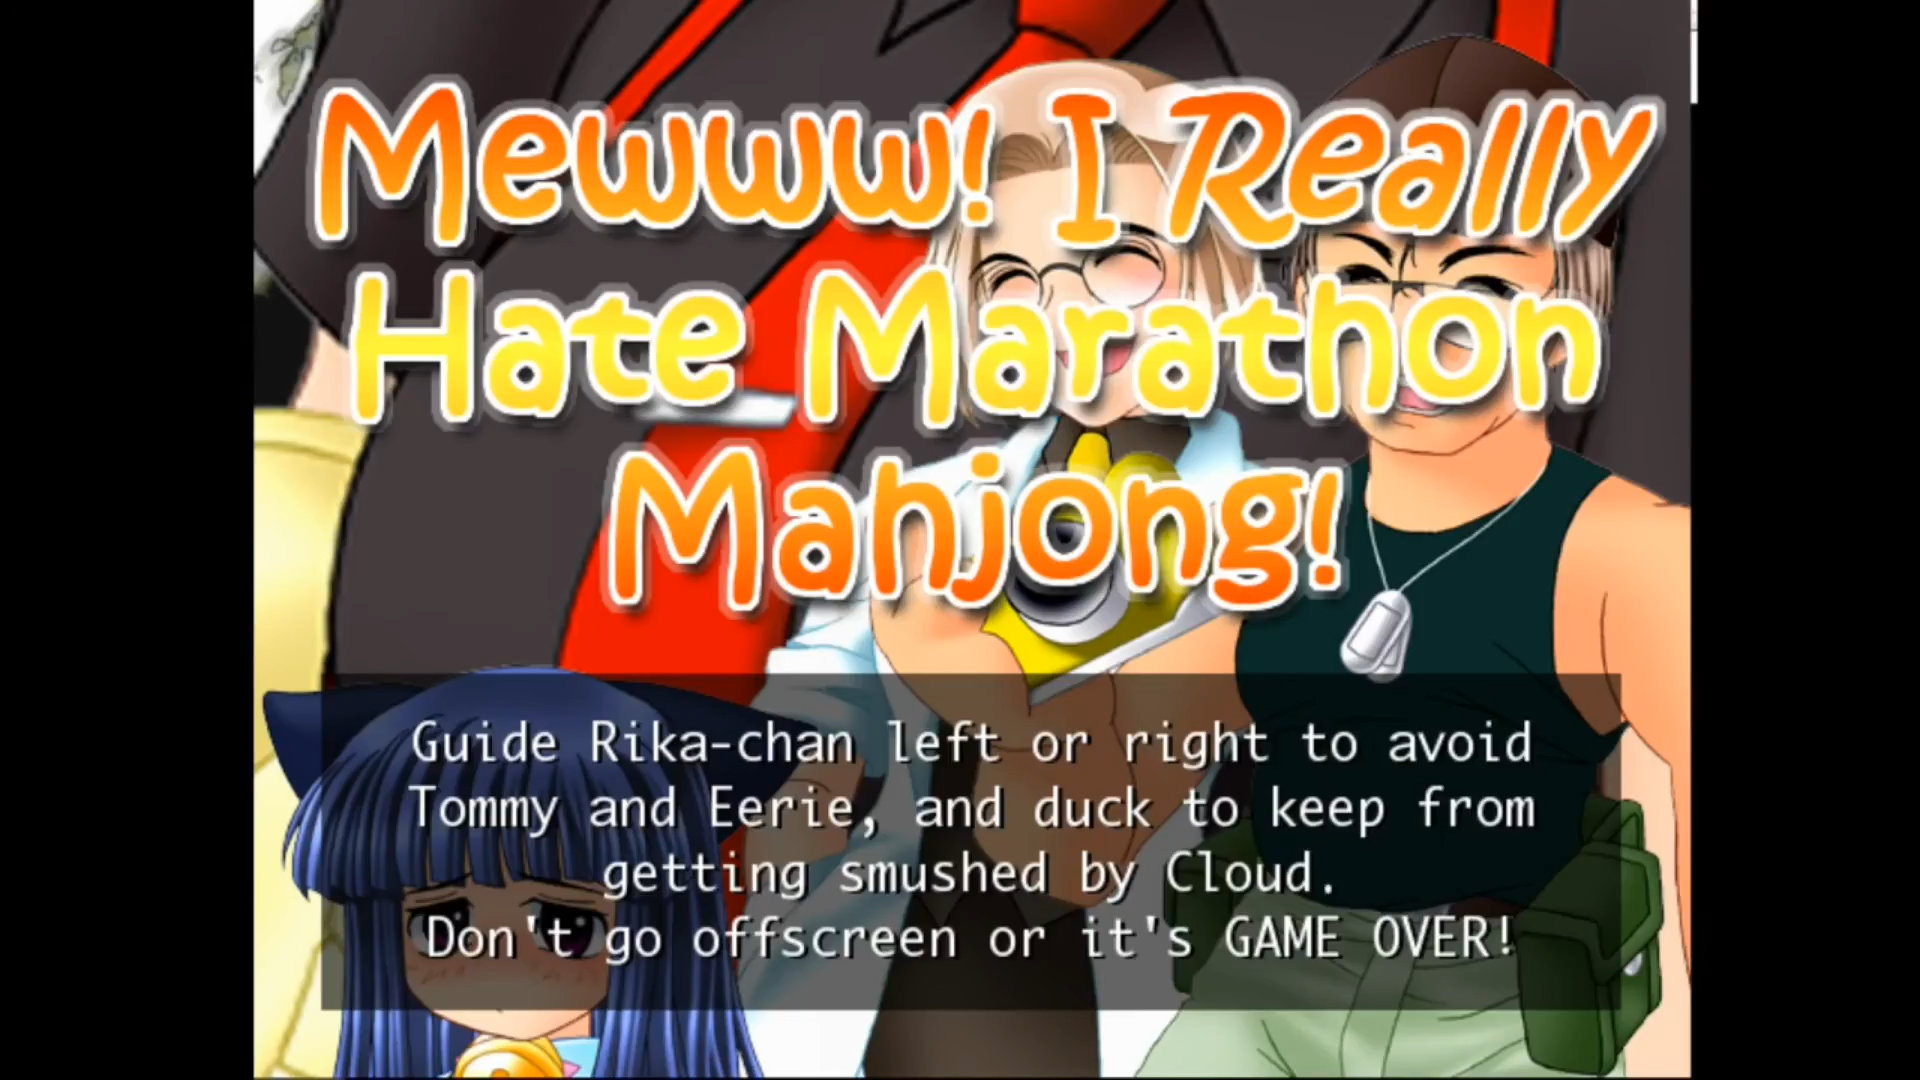 Mewww! I Really
Hate Marathon
Mahjong!
Guide Rika-chan left or right to avoid
Tommy and Eerie, and duck to keep from
getting smushed by Cloud.
Don't go offscreen or it's GAME OVER!